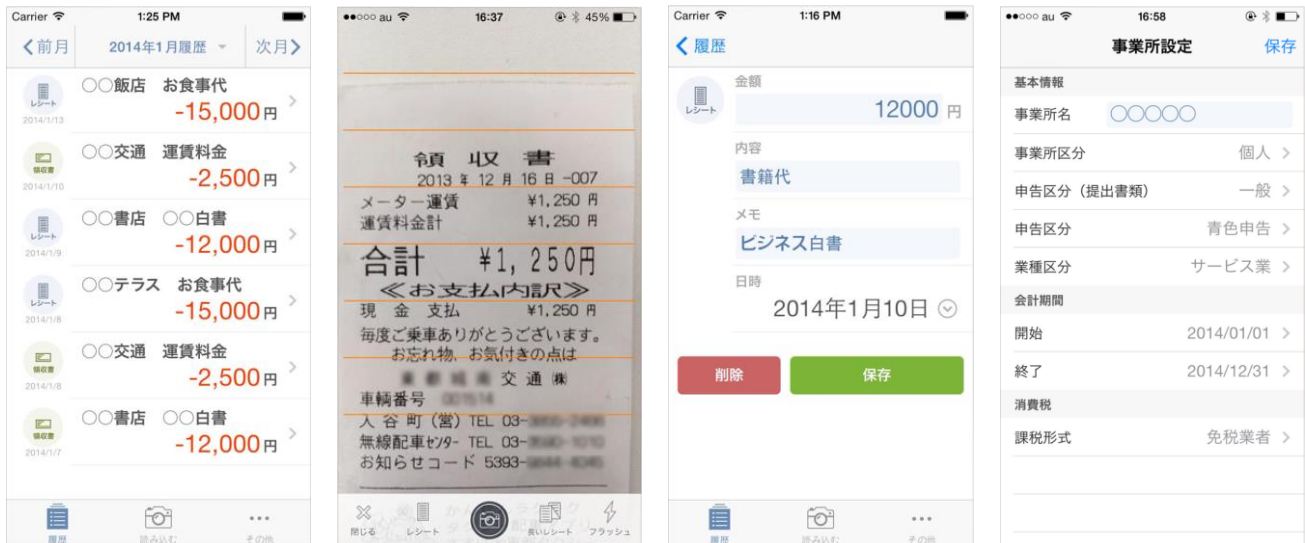 Carrier 1:25 PM
前月 2014年1月履歴 次月
レシート
2014/1/13
○○飯店 お食事代
-15,000円
領収書
2014/1/10
○○交通 運賃料金
-2,500円
レシート
2014/1/9
○○書店 ○○白書
-12,000円
レシート
2014/1/8
○○テラス お食事代
-15,000円
領収書
2014/1/8
○○交通 運賃料金
-2,500円
領収書
2014/1/7
○○書店 ○○白書
-12,000円
履歴 読み込む その他
au 16:37 45%
領収書
2013年12月16日-007
メーター運賃 ¥1,250円
運賃料金計 ¥1,250円
合計 ¥1,250円
≪お支払内訳≫
現金支払 ¥1,250円
毎度ご乗車ありがとうございます。
お忘れ物、お気付きの点は
交通㈱
車輌番号
入谷町(営) TEL 03-
無線配車ｾﾝﾀｰ TEL 03-
お知らせコード 5393-
閉じる レシート 長いレシート フラッシュ
Carrier 1:16 PM
履歴
レシート
金額
12000 円
内容
書籍代
メモ
ビジネス白書
日時
2014年1月10日
削除 保存
履歴 読み込む その他
au 16:58
事業所設定 保存
基本情報
事業所名 ○○○○○
事業所区分 個人
申告区分(提出書類) 一般
申告区分 青色申告
業種区分 サービス業
会計期間
開始 2014/01/01
終了 2014/12/31
消費税
課税形式 免税業者